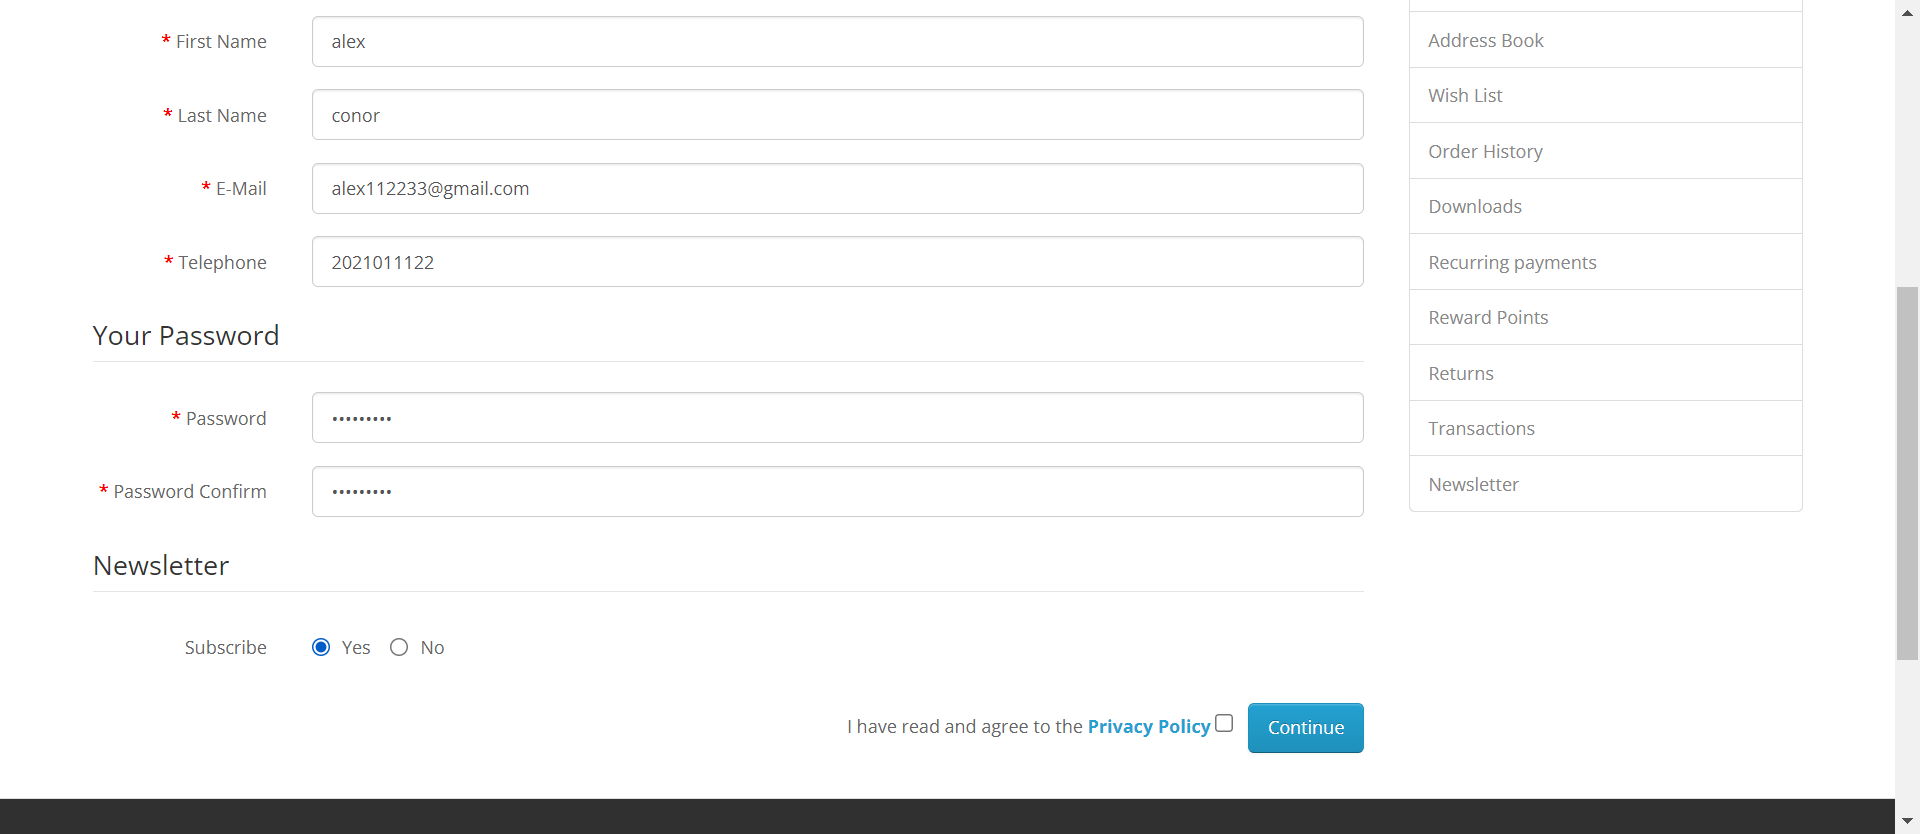 * First Name alex
* Last Name conor
* E-Mail alex112233@gmail.com
* Telephone 2021011122
Your Password
* Password •••••••••
* Password Confirm •••••••••
Newsletter
Subscribe Yes No
I have read and agree to the Privacy Policy Continue
Address Book
Wish List
Order History
Downloads
Recurring payments
Reward Points
Returns
Transactions
Newsletter